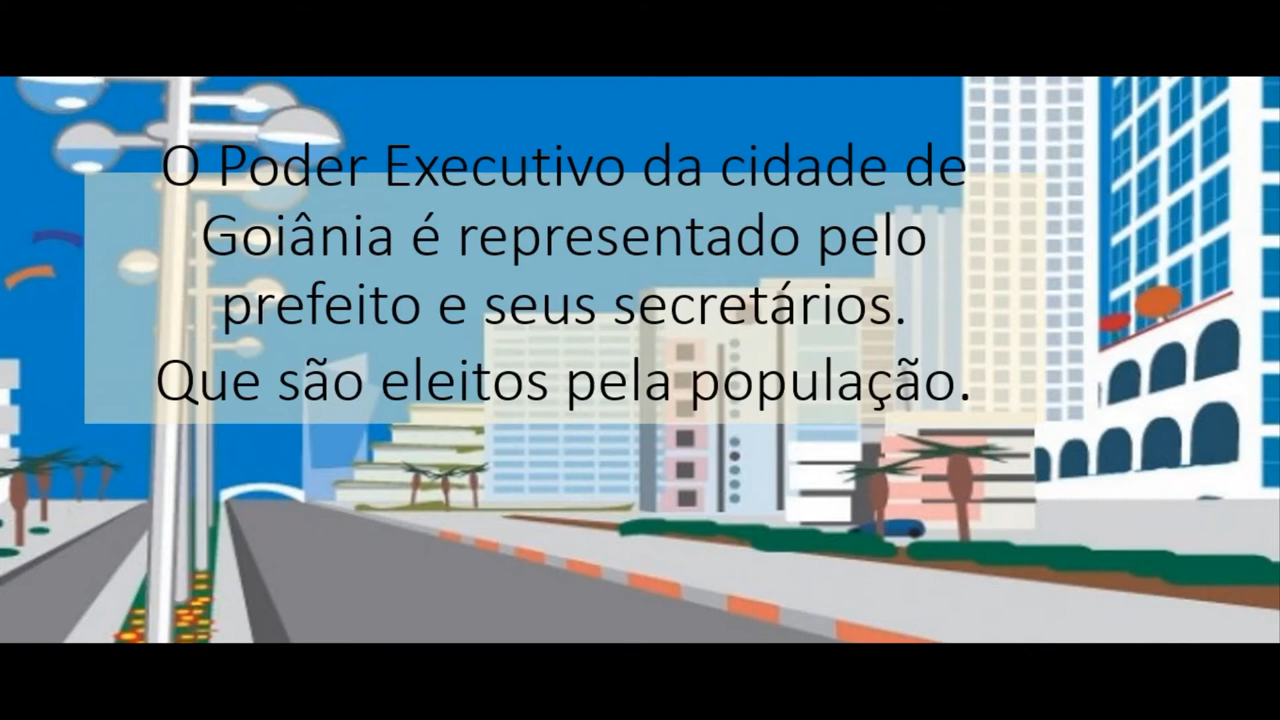 O Poder Executivo da cidade de
Goiânia é representado pelo
prefeito e seus secretários.
Que são eleitos pela população.